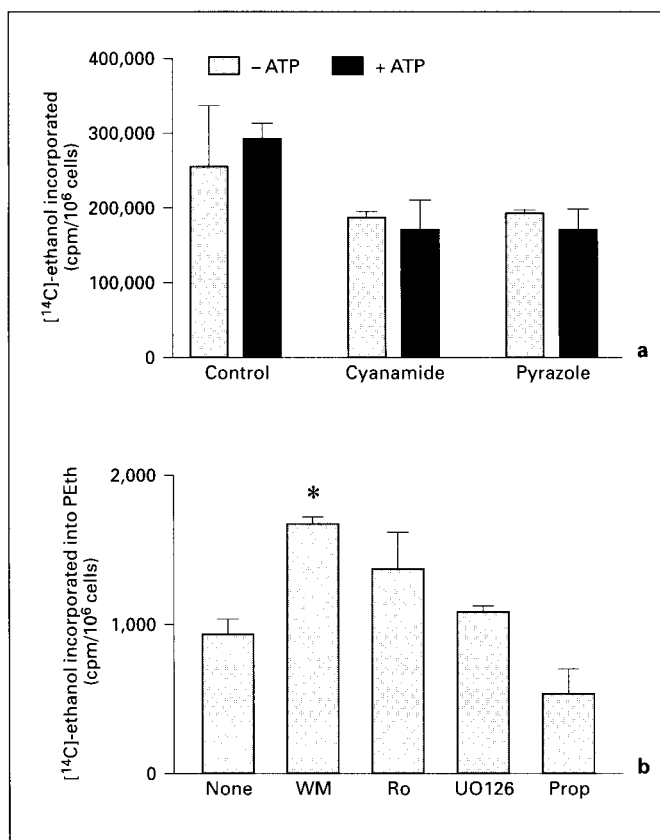 [¹⁴C]-ethanol incorporated
(cpm/10⁶ cells)
400,000
300,000
200,000
100,000
0
– ATP
+ ATP
Control
Cyanamide
Pyrazole
a
[¹⁴C]-ethanol incorporated into PEth
(cpm/10⁶ cells)
2,000
1,000
0
*
None
WM
Ro
UO126
Prop
b